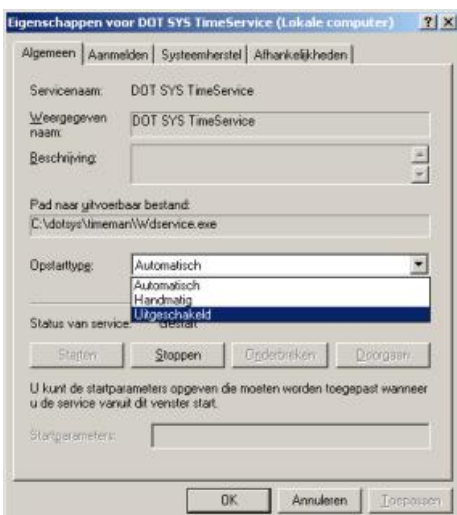 Eigenschappen voor DOT SYS TimeService (Lokale computer)
Algemeen Aanmelden Systeemherstel Afhankelijkheden
Servicenaam: DOT SYS TimeService
Weergegeven naam: DOT SYS TimeService
Beschrijving:
Pad naar uitvoerbaar bestand:
C:\dotsys\timeman\Wdservice.exe
Opstarttype: Automatisch
Automatisch
Handmatig
Uitgeschakeld
Status van service: Gestart
Starten Stoppen Onderbreken Doorgaan
U kunt de startparameters opgeven die moeten worden toegepast wanneer
u de service vanuit dit venster start.
Startparameters:
OK Annuleren Toepassen